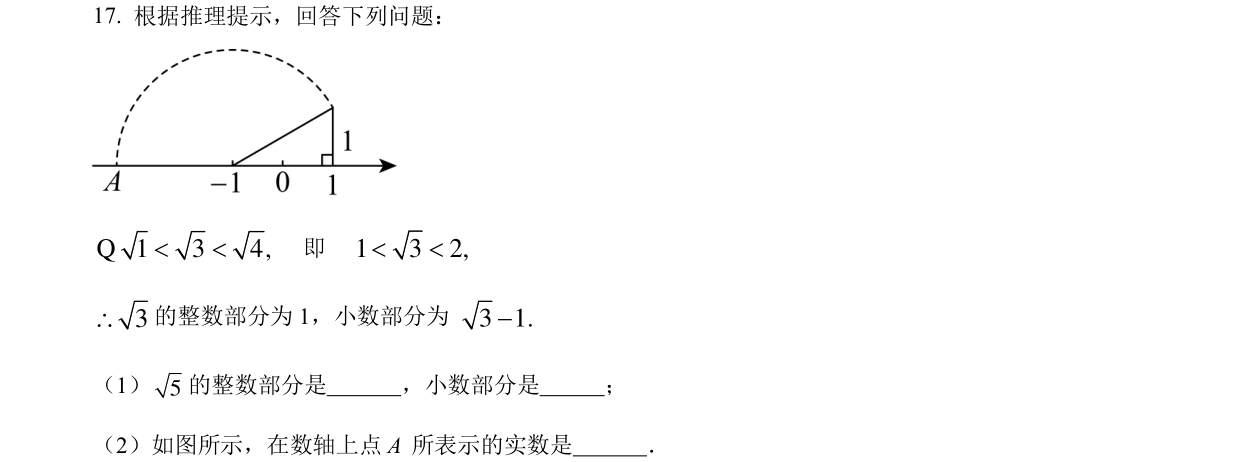 17. 根据推理提示，回答下列问题：
1
A
−1 0 1
Q√1 < √3 < √4, 即 1 < √3 < 2,
∴√3 的整数部分为 1，小数部分为 √3−1.
（1）√5 的整数部分是______，小数部分是_____；
（2）如图所示，在数轴上点 A 所表示的实数是______．